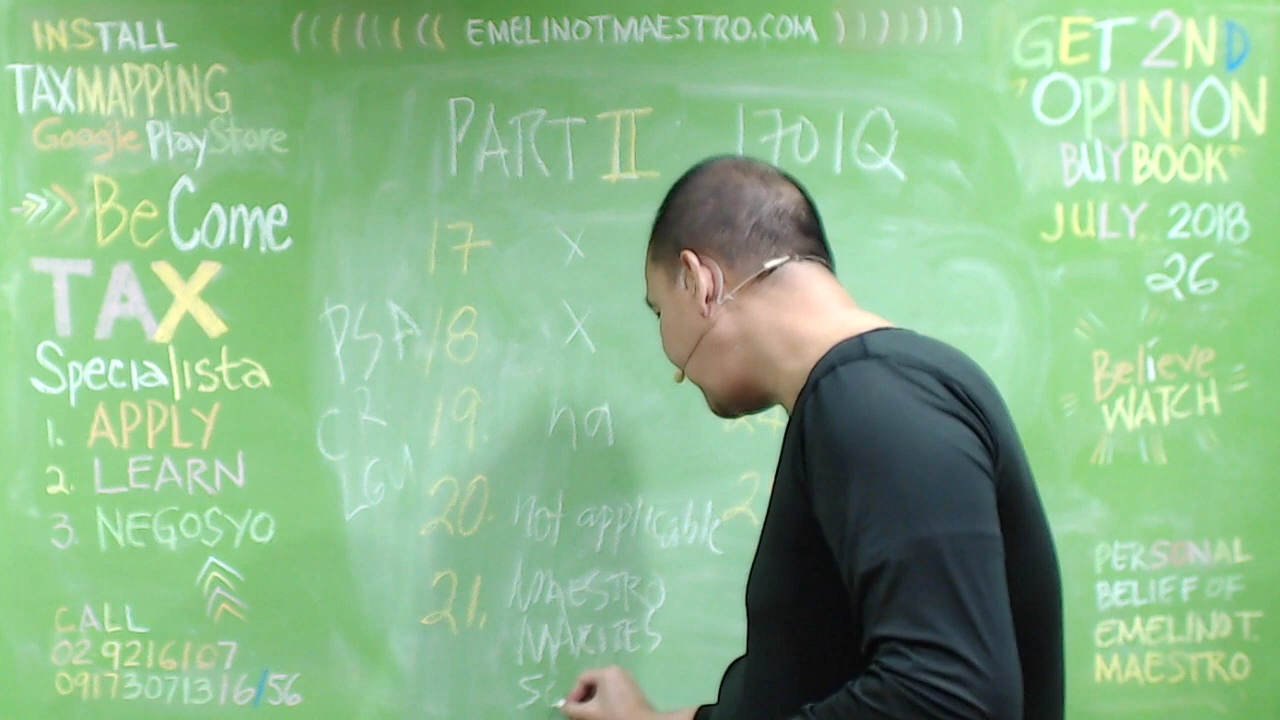 INSTALL
TAXMAPPING
Google PlayStore
>>> BeCome
TAX
Specialista
1. APPLY
2. LEARN
3. NEGOSYO
CALL
02 9216107
09173071316/56
(((((( EMELINOTMAESTRO.COM ))))))
PART II 1701Q
17 x
PSA 18 x
C2 19. na
LGU 20. not applicable 2
21. MAESTRO
MARITES
GET 2ND
"OPINION
BUY BOOK"
JULY 2018
26
Believe
WATCH
PERSONAL
BELIEF OF
EMELINO T.
MAESTRO